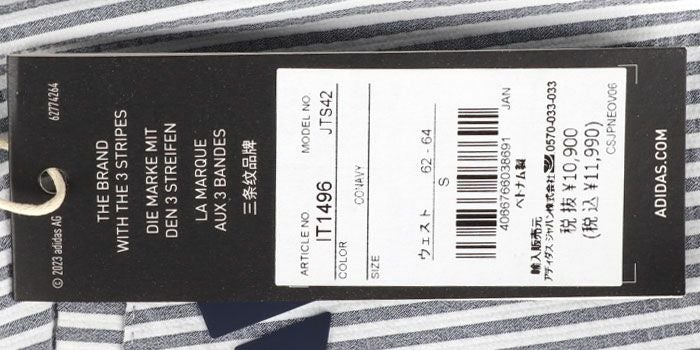 62774264
THE BRAND
WITH THE 3 STRIPES
DIE MARKE MIT
DEN 3 STREIFEN
LA MARQUE
AUX 3 BANDES
三条纹品牌
© 2023 adidas AG
ARTICLE NO.
IT1496
MODEL NO.
JTS42
COLOR
CONAVY
SIZE
ウェスト 62 - 64
S
4066766038691 JAN
ベトナム製
輸入販売元
アディダス ジャパン株式会社 0570-033-033
税 抜 ¥10,900
(税 込 ¥11,990)
CSJPNEOV06
ADIDAS.COM